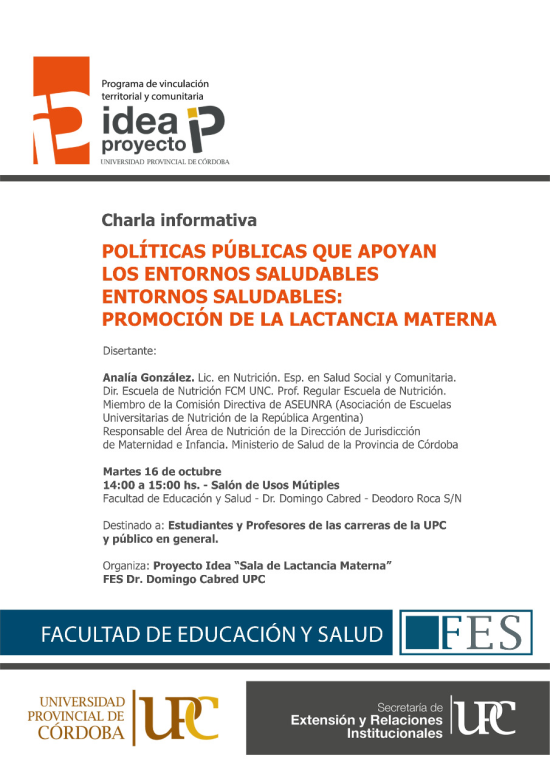 Programa de vinculación
territorial y comunitaria
idea
proyecto
UNIVERSIDAD PROVINCIAL DE CÓRDOBA
Charla informativa
POLÍTICAS PÚBLICAS QUE APOYAN
LOS ENTORNOS SALUDABLES
ENTORNOS SALUDABLES:
PROMOCIÓN DE LA LACTANCIA MATERNA
Disertante:
Analía González. Lic. en Nutrición. Esp. en Salud Social y Comunitaria.
Dir. Escuela de Nutrición FCM UNC. Prof. Regular Escuela de Nutrición.
Miembro de la Comisión Directiva de ASEUNRA (Asociación de Escuelas
Universitarias de Nutrición de la República Argentina)
Responsable del Área de Nutrición de la Dirección de Jurisdicción
de Maternidad e Infancia. Ministerio de Salud de la Provincia de Córdoba
Martes 16 de octubre
14:00 a 15:00 hs. - Salón de Usos Mútiples
Facultad de Educación y Salud - Dr. Domingo Cabred - Deodoro Roca S/N
Destinado a: Estudiantes y Profesores de las carreras de la UPC
y público en general.
Organiza: Proyecto Idea “Sala de Lactancia Materna”
FES Dr. Domingo Cabred UPC
FACULTAD DE EDUCACIÓN Y SALUD
FES
UNIVERSIDAD
PROVINCIAL DE
CÓRDOBA
UPC
Secretaría de
Extensión y Relaciones
Institucionales
UPC